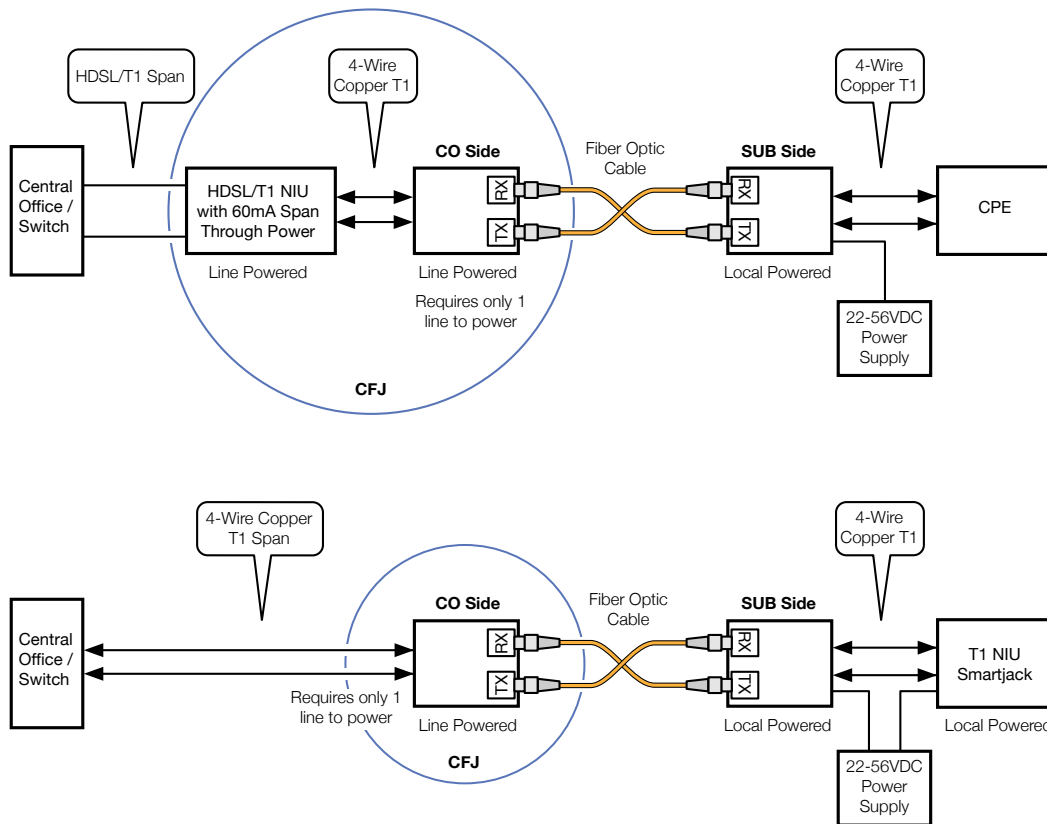 HDSL/T1 Span
4-Wire
Copper T1
4-Wire
Copper T1
CO Side
Fiber Optic
Cable
SUB Side
Central
Office /
Switch
HDSL/T1 NIU
with 60mA Span
Through Power
RX
TX
RX
TX
CPE
Line Powered
Line Powered
Local Powered
Requires only 1
line to power
22-56VDC
Power
Supply
CFJ
4-Wire Copper
T1 Span
4-Wire
Copper T1
CO Side
Fiber Optic
Cable
SUB Side
Central
Office /
Switch
RX
TX
RX
TX
T1 NIU
Smartjack
Requires only 1
line to power
Line Powered
Local Powered
Local Powered
CFJ
22-56VDC
Power
Supply